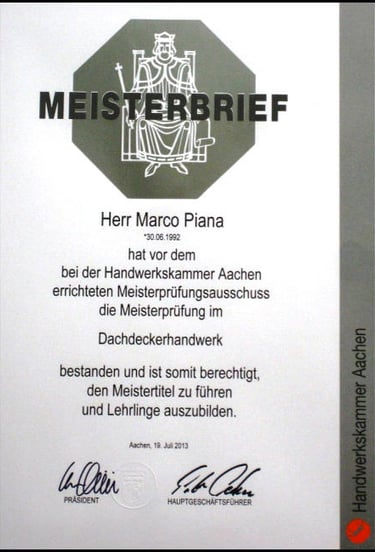 MEISTERBRIEF
Herr Marco Piana
*30.06.1992
hat vor dem
bei der Handwerkskammer Aachen
errichteten Meisterprüfungsausschuss
die Meisterprüfung im
Dachdeckerhandwerk
bestanden und ist somit berechtigt,
den Meistertitel zu führen
und Lehrlinge auszubilden.
Aachen, 19. Juli 2013
PRÄSIDENT
HAUPTGESCHÄFTSFÜHRER
Handwerkskammer Aachen